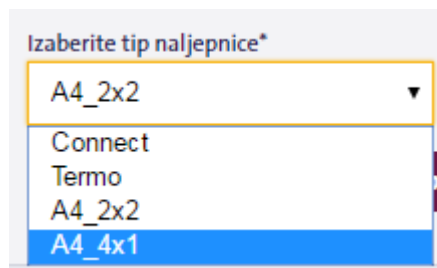 Izaberite tip naljepnice*
A4_2x2
Connect
Termo
A4_2x2
A4_4x1